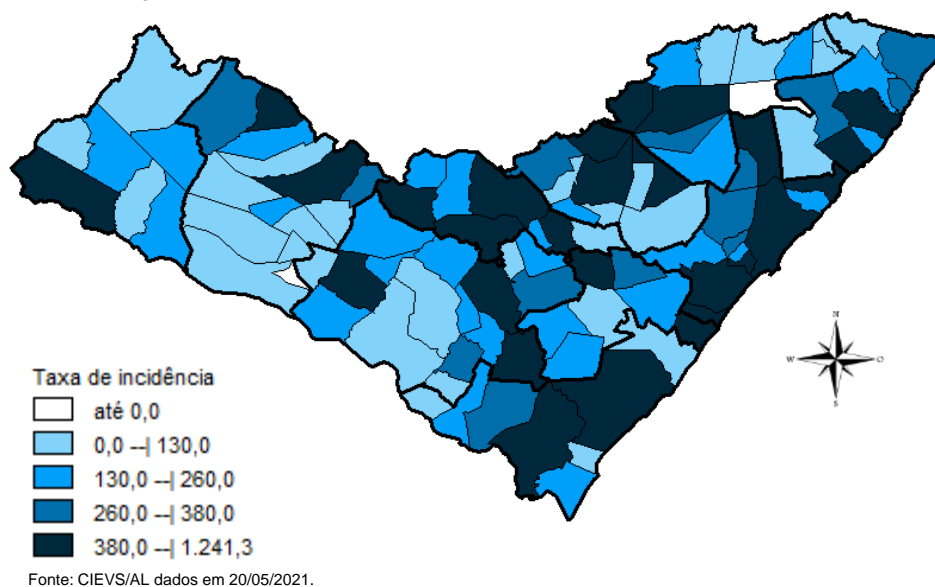 N
W
O
S
Taxa de incidência
até 0,0
0,0 --| 130,0
130,0 --| 260,0
260,0 --| 380,0
380,0 --| 1.241,3
Fonte: CIEVS/AL dados em 20/05/2021.